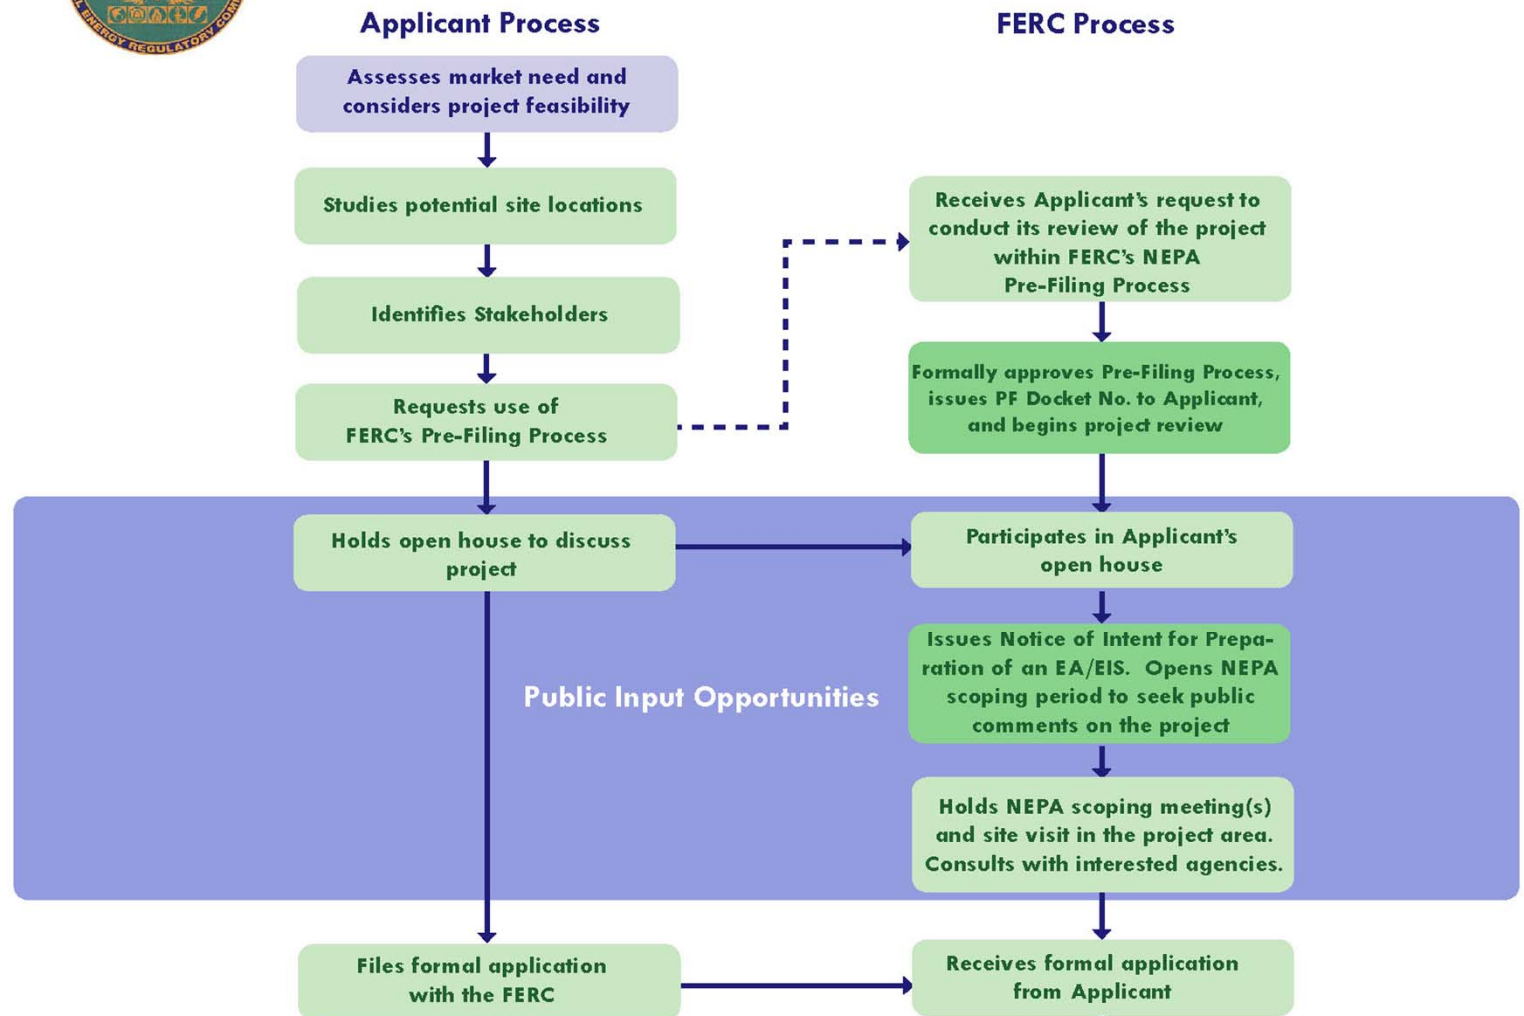 L ENERGY REGULATORY COM
Applicant Process
FERC Process
Assesses market need and
considers project feasibility
Studies potential site locations
Receives Applicant's request to
conduct its review of the project
within FERC's NEPA
Pre-Filing Process
Identifies Stakeholders
Formally approves Pre-Filing Process,
issues PF Docket No. to Applicant,
and begins project review
Requests use of
FERC's Pre-Filing Process
Holds open house to discuss
project
Participates in Applicant's
open house
Issues Notice of Intent for Prepa-
ration of an EA/EIS. Opens NEPA
scoping period to seek public
comments on the project
Public Input Opportunities
Holds NEPA scoping meeting(s)
and site visit in the project area.
Consults with interested agencies.
Files formal application
with the FERC
Receives formal application
from Applicant